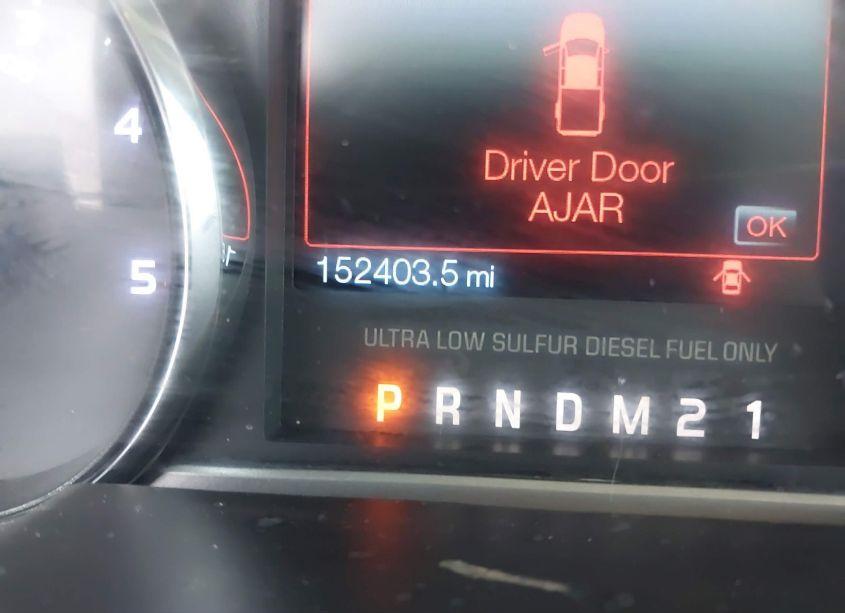 4
5
Driver Door
AJAR
OK
152403.5 mi
ULTRA LOW SULFUR DIESEL FUEL ONLY
P R N D M 2 1